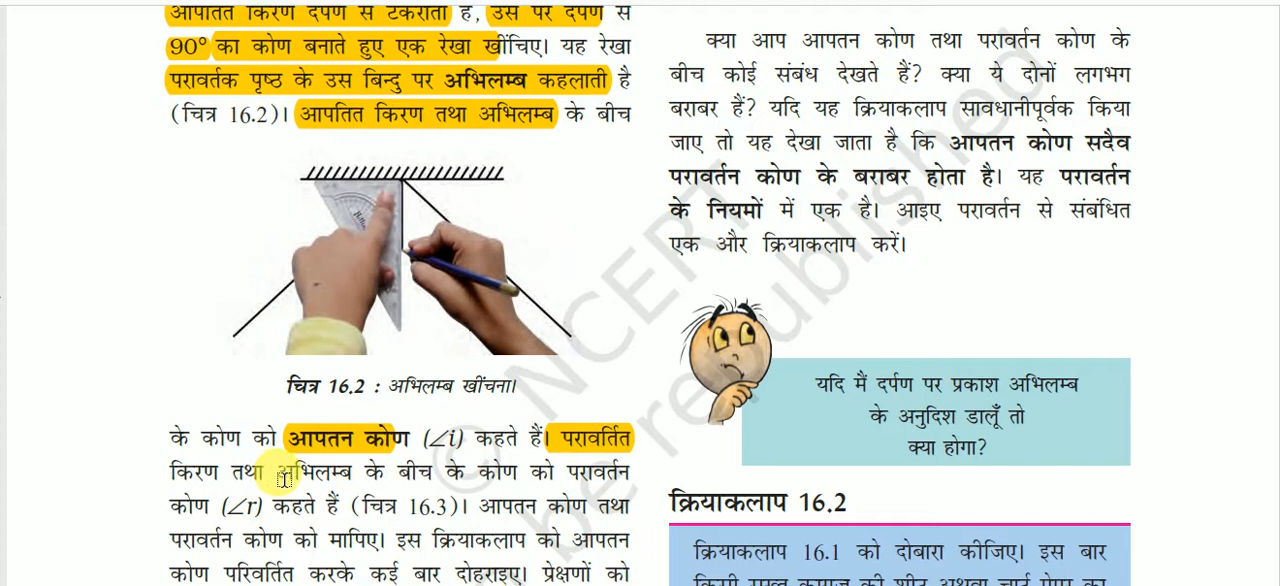 आपतित किरण दर्पण से टकराती है, उस पर दर्पण से
90° का कोण बनाते हुए एक रेखा खींचिए। यह रेखा
परावर्तक पृष्ठ के उस बिन्दु पर अभिलम्ब कहलाती है
(चित्र 16.2)। आपतित किरण तथा अभिलम्ब के बीच
चित्र 16.2 : अभिलम्ब खींचना।
के कोण को आपतन कोण (∠i) कहते हैं। परावर्तित
किरण तथा अभिलम्ब के बीच के कोण को परावर्तन
कोण (∠r) कहते हैं (चित्र 16.3)। आपतन कोण तथा
परावर्तन कोण को मापिए। इस क्रियाकलाप को आपतन
कोण परिवर्तित करके कई बार दोहराइए। प्रेक्षणों को
क्या आप आपतन कोण तथा परावर्तन कोण के
बीच कोई संबंध देखते हैं? क्या ये दोनों लगभग
बराबर हैं? यदि यह क्रियाकलाप सावधानीपूर्वक किया
जाए तो यह देखा जाता है कि आपतन कोण सदैव
परावर्तन कोण के बराबर होता है। यह परावर्तन
के नियमों में एक है। आइए परावर्तन से संबंधित
एक और क्रियाकलाप करें।
यदि मैं दर्पण पर प्रकाश अभिलम्ब
के अनुदिश डालूँ तो
क्या होगा?
क्रियाकलाप 16.2
क्रियाकलाप 16.1 को दोबारा कीजिए। इस बार
किसी सख्त कागज की शीट अथवा चार्ट पेपर का
© NCERT
be republished